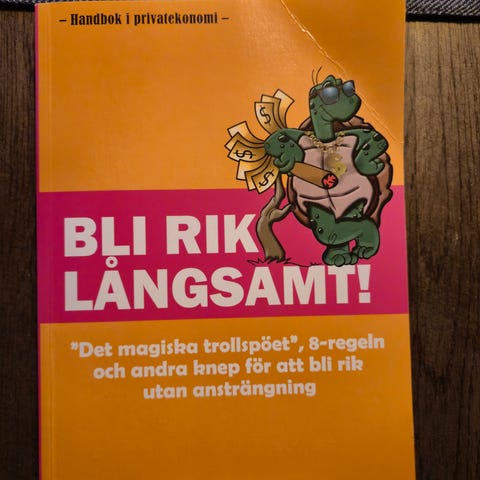 – Handbok i privatekonomi –
$
$
$
$
BLI RIK
LÅNGSAMT!
”Det magiska trollspöet”, 8-regeln
och andra knep för att bli rik
utan ansträngning